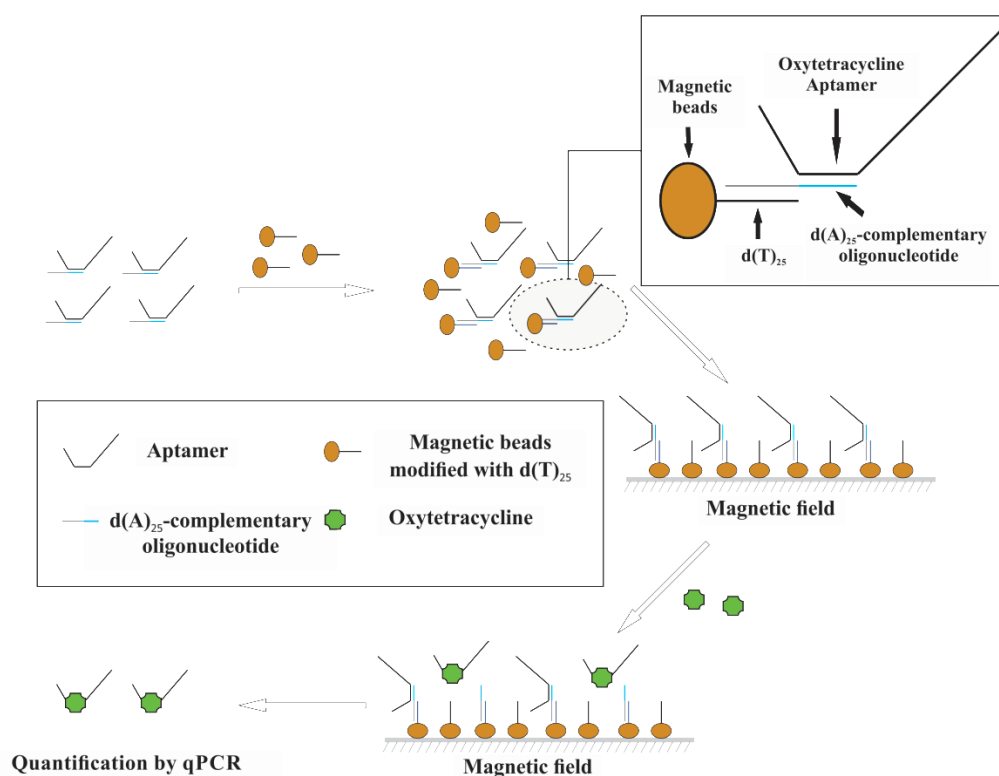 Oxytetracycline
Aptamer
Magnetic
beads
d(T)₂₅
d(A)₂₅-complementary
oligonucleotide
Aptamer
Magnetic beads
modified with d(T)₂₅
d(A)₂₅-complementary
oligonucleotide
Oxytetracycline
Magnetic field
Quantification by qPCR
Magnetic field